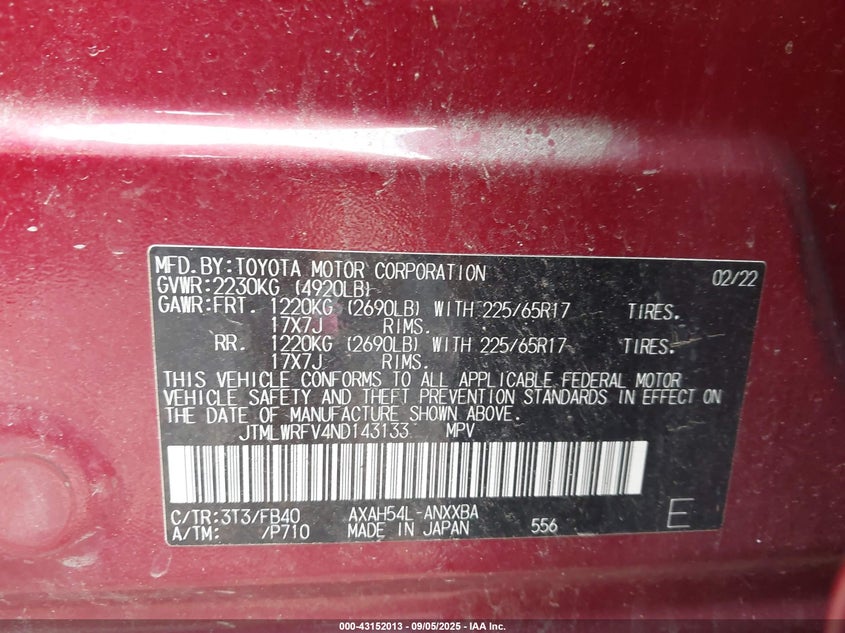 MFD.BY:TOYOTA MOTOR CORPORATION 02/22
GVWR:2230KG (4920LB)
GAWR:FRT. 1220KG (2690LB) WITH 225/65R17 TIRES.
17X7J RIMS.
RR. 1220KG (2690LB) WITH 225/65R17 TIRES.
17X7J RIMS.
THIS VEHICLE CONFORMS TO ALL APPLICABLE FEDERAL MOTOR
VEHICLE SAFETY AND THEFT PREVENTION STANDARDS IN EFFECT ON
THE DATE OF MANUFACTURE SHOWN ABOVE.
JTMLWRFV4ND143133 MPV
C/TR:3T3/FB40 AXAH54L-ANXXBA
A/TM: /P710 MADE IN JAPAN 556 E
000-43152013 - 09/05/2025 - IAA Inc.